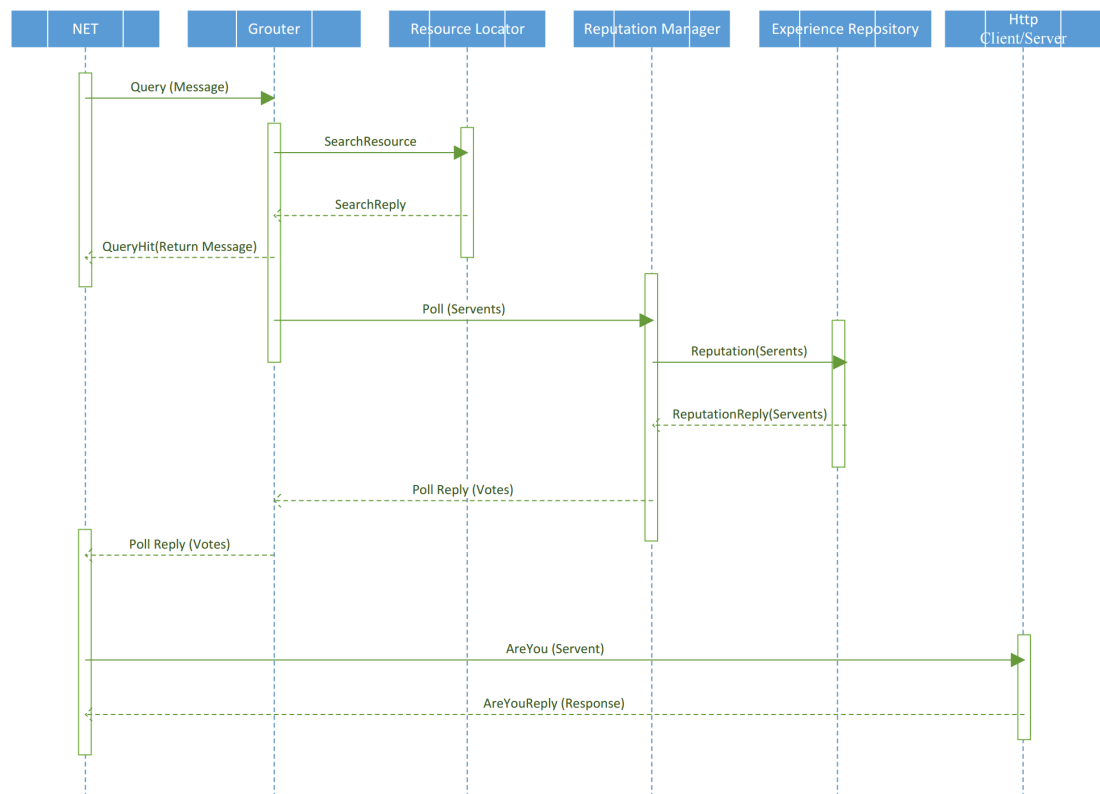 NET
Grouter
Resource Locator
Reputation Manager
Experience Repository
Http
Client/Server
Query (Message)
SearchResource
SearchReply
QueryHit(Return Message)
Poll (Servents)
Reputation(Serents)
ReputationReply(Servents)
Poll Reply (Votes)
Poll Reply (Votes)
AreYou (Servent)
AreYouReply (Response)